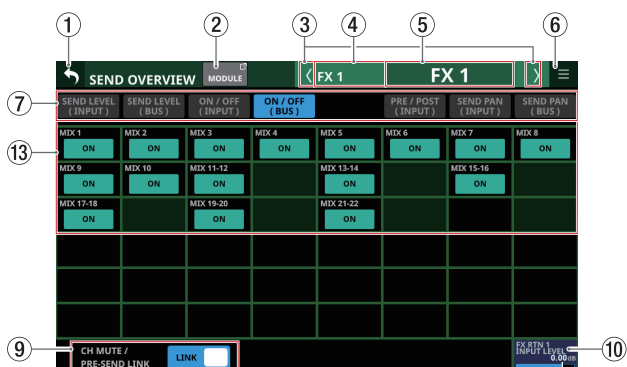 1 2 3 4 5 6
SEND OVERVIEW MODULE FX 1 FX 1
7
SEND LEVEL (INPUT)
SEND LEVEL (BUS)
ON / OFF (INPUT)
ON / OFF (BUS)
PRE / POST (INPUT)
SEND PAN (INPUT)
SEND PAN (BUS)
13
MIX 1 MIX 2 MIX 3 MIX 4 MIX 5 MIX 6 MIX 7 MIX 8
ON ON ON ON ON ON ON ON
MIX 9 MIX 10 MIX 11-12 MIX 13-14 MIX 15-16
ON ON ON ON ON
MIX 17-18 MIX 19-20 MIX 21-22
ON ON ON
9
CH MUTE /
PRE-SEND LINK
LINK
FX RTN 1
INPUT LEVEL
0.00dB
10